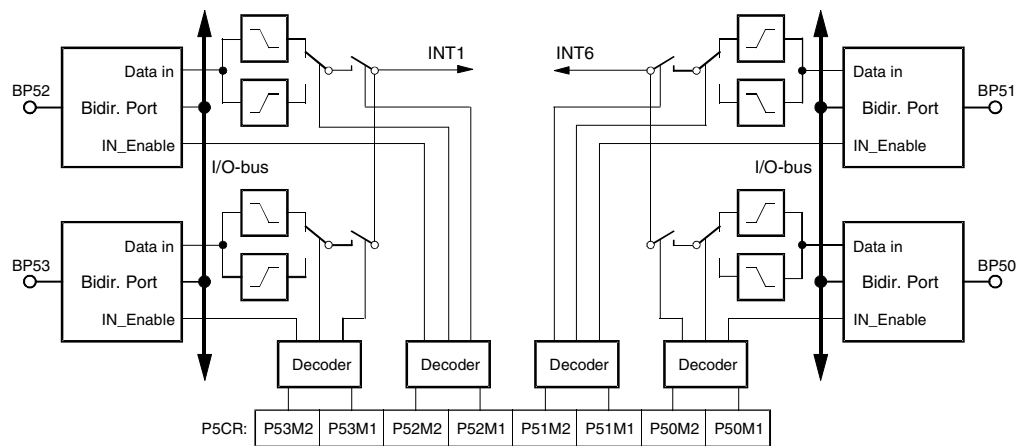 INT1
INT6
Data in
BP52
Bidir. Port
IN_Enable
I/O-bus
Data in
BP51
Bidir. Port
IN_Enable
I/O-bus
Data in
BP53
Bidir. Port
IN_Enable
Data in
BP50
Bidir. Port
IN_Enable
Decoder
Decoder
Decoder
Decoder
P5CR: P53M2 P53M1 P52M2 P52M1 P51M2 P51M1 P50M2 P50M1